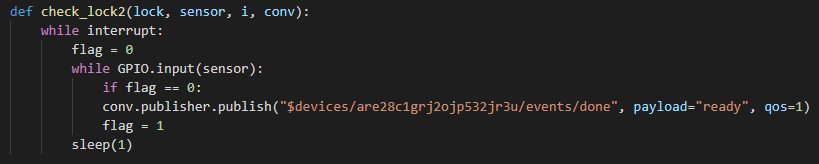 def check_lock2(lock, sensor, i, conv):
    while interrupt:
        flag = 0
        while GPIO.input(sensor):
            if flag == 0:
            conv.publisher.publish("$devices/are28c1grj2ojp532jr3u/events/done", payload="ready", qos=1)
            flag = 1
        sleep(1)